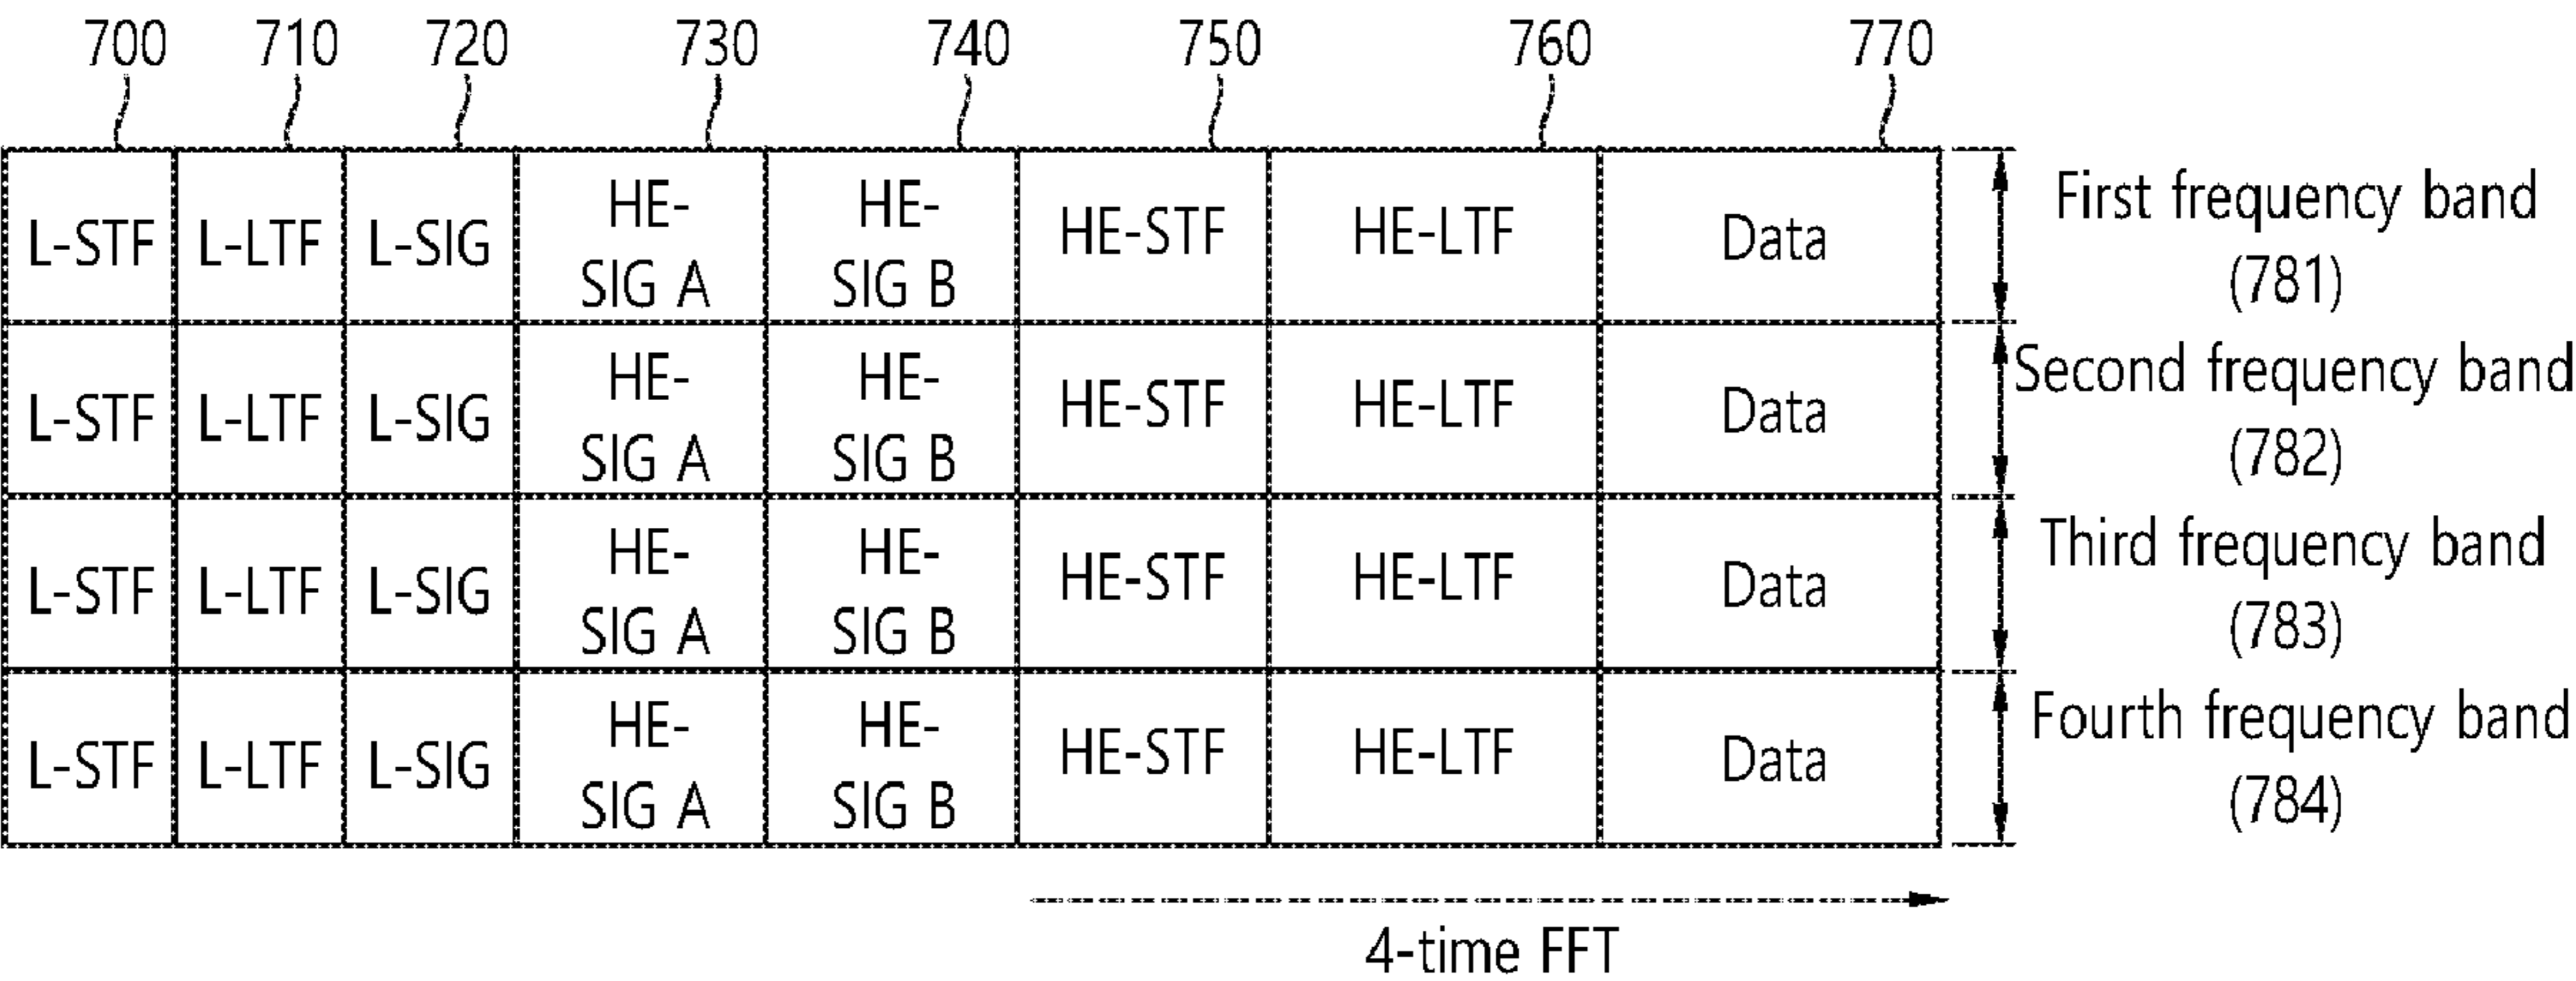 700 710 720 730 740 750 760 770
L-STF L-LTF L-SIG HE-SIG A HE-SIG B HE-STF HE-LTF Data First frequency band
(781)
L-STF L-LTF L-SIG HE-SIG A HE-SIG B HE-STF HE-LTF Data Second frequency band
(782)
L-STF L-LTF L-SIG HE-SIG A HE-SIG B HE-STF HE-LTF Data Third frequency band
(783)
L-STF L-LTF L-SIG HE-SIG A HE-SIG B HE-STF HE-LTF Data Fourth frequency band
(784)
4-time FFT